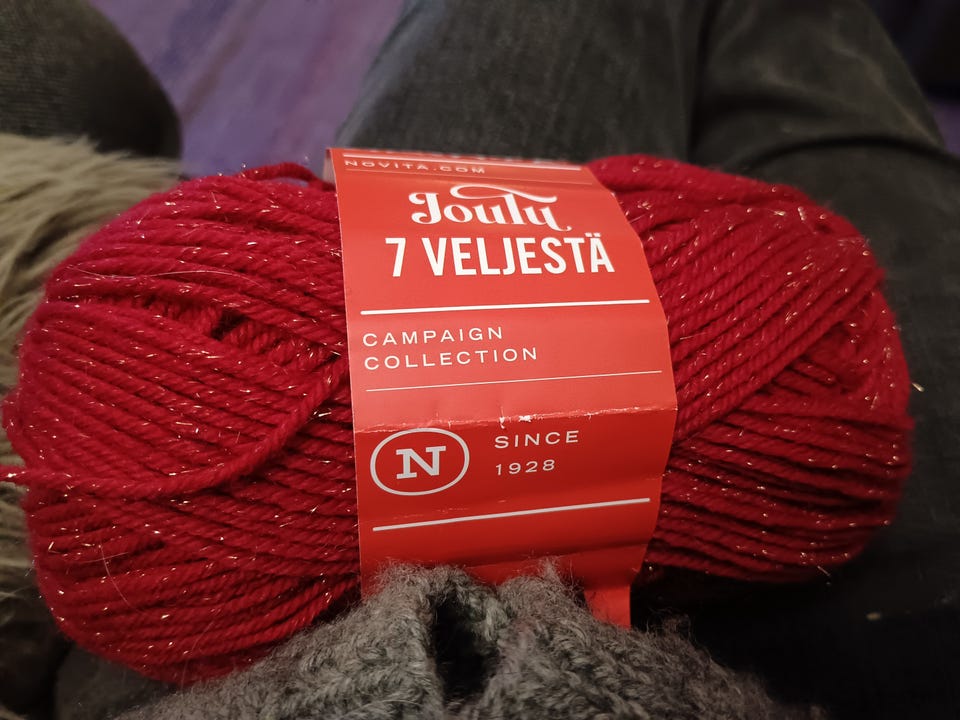 NOVITA.COM
Joulu
7 VELJESTÄ
CAMPAIGN
COLLECTION
N
SINCE
1928